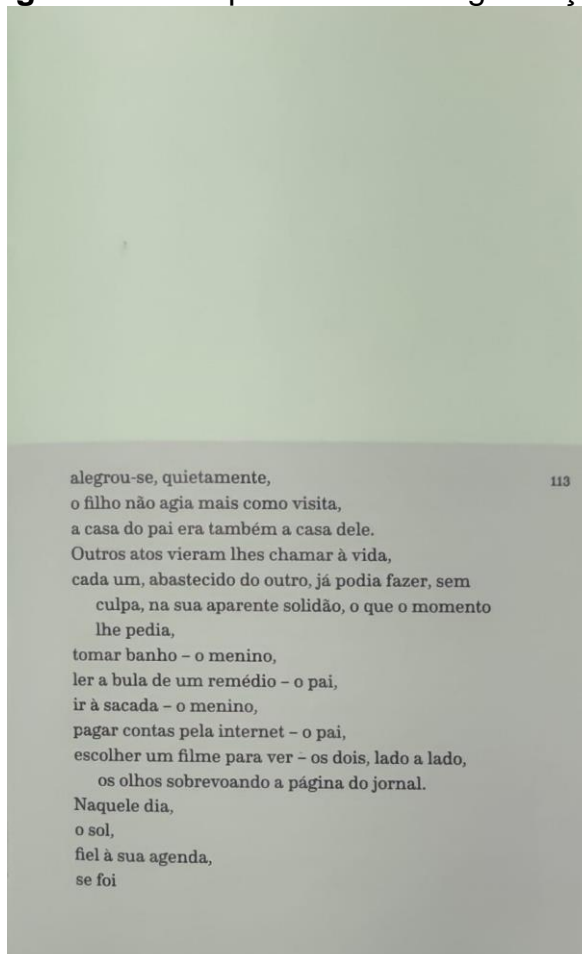 alegrou-se, quietamente,
113
o filho não agia mais como visita,
a casa do pai era também a casa dele.
Outros atos vieram lhes chamar à vida,
cada um, abastecido do outro, já podia fazer, sem
culpa, na sua aparente solidão, o que o momento
lhe pedia,
tomar banho – o menino,
ler a bula de um remédio – o pai,
ir à sacada – o menino,
pagar contas pela internet – o pai,
escolher um filme para ver – os dois, lado a lado,
os olhos sobrevoando a página do jornal.
Naquele dia,
o sol,
fiel à sua agenda,
se foi